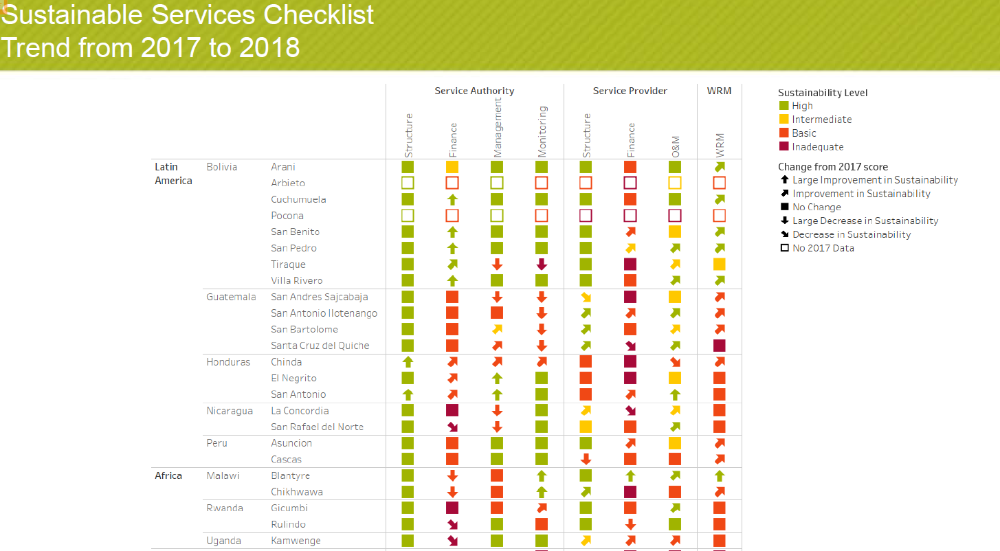 Sustainable Services Checklist
Trend from 2017 to 2018
Service Authority Service Provider WRM
Structure Finance Management Monitoring Structure Finance O&M WRM
Latin America Bolivia Arani
Arbieto
Cuchumuela
Pocona
San Benito
San Pedro
Tiraque
Villa Rivero
Guatemala San Andres Sajcabaja
San Antonio Ilotenango
San Bartolome
Santa Cruz del Quiche
Honduras Chinda
El Negrito
San Antonio
Nicaragua La Concordia
San Rafael del Norte
Peru Asuncion
Cascas
Africa Malawi Blantyre
Chikhwawa
Rwanda Gicumbi
Rulindo
Uganda Kamwenge
Sustainability Level
High
Intermediate
Basic
Inadequate
Change from 2017 score
Large Improvement in Sustainability
Improvement in Sustainability
No Change
Large Decrease in Sustainability
Decrease in Sustainability
No 2017 Data